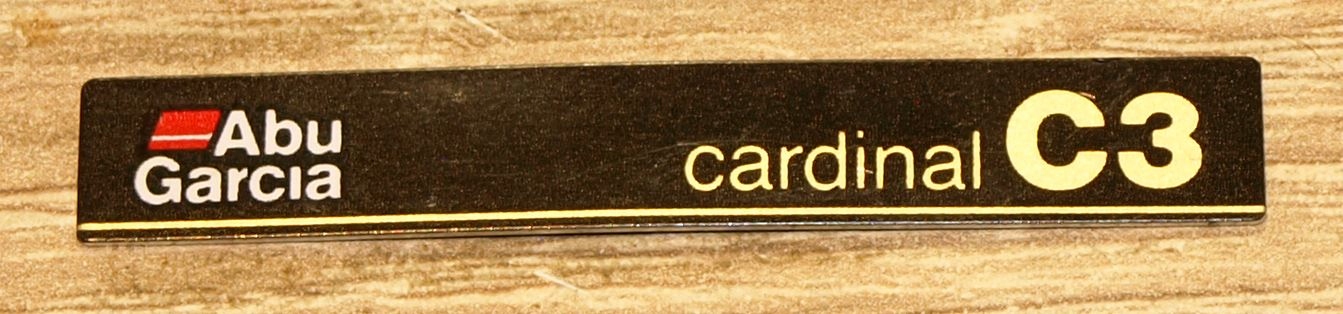 Abu
Garcia
cardinal C3